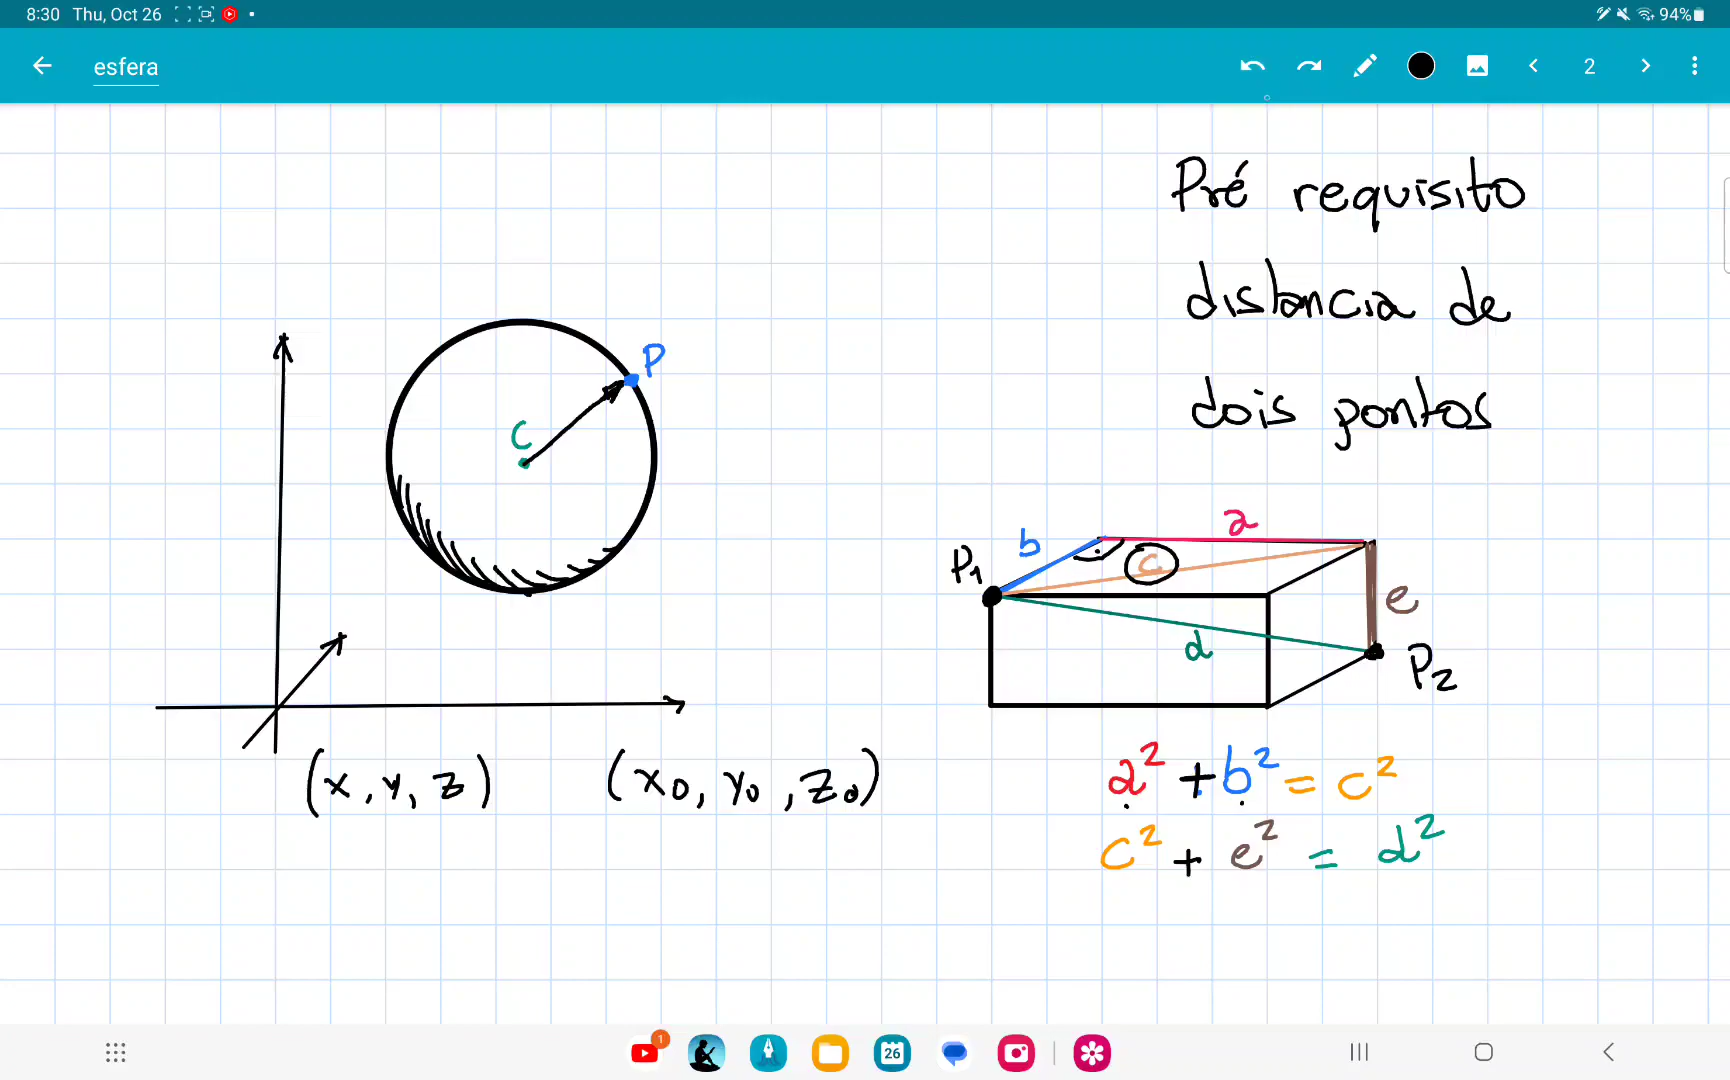 8:30 Thu, Oct 26 94%
esfera 2
Pré requisito
distancia de
dois pontos
P
C
a
b
P1 c
e
d
P2
(x, y, z) (x0, y0, z0)
a² + b² = c²
c² + e² = d²
1
26